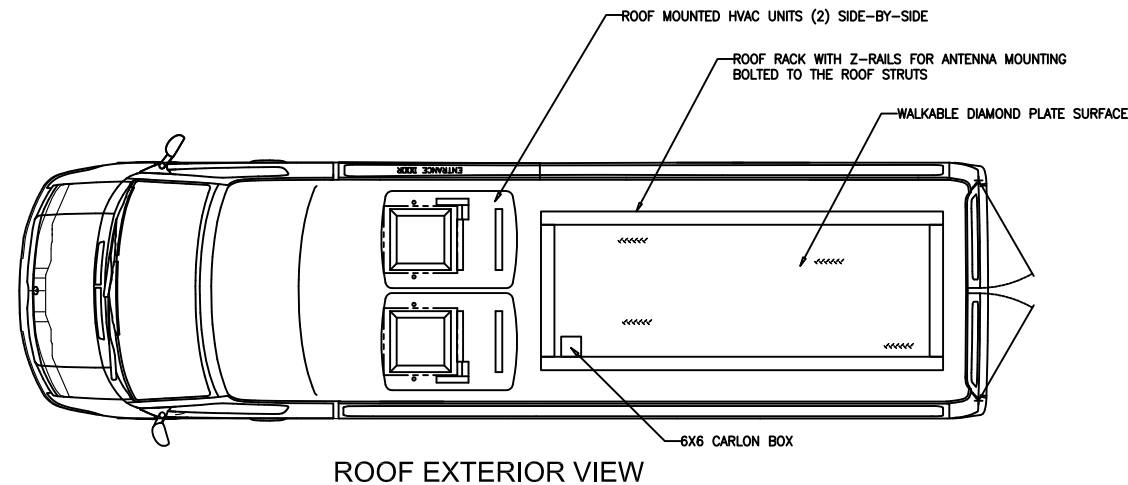 ROOF MOUNTED HVAC UNITS (2) SIDE-BY-SIDE
ROOF RACK WITH Z-RAILS FOR ANTENNA MOUNTING
BOLTED TO THE ROOF STRUTS
WALKABLE DIAMOND PLATE SURFACE
ENTRANCE DOOR
6X6 CARLON BOX
ROOF EXTERIOR VIEW